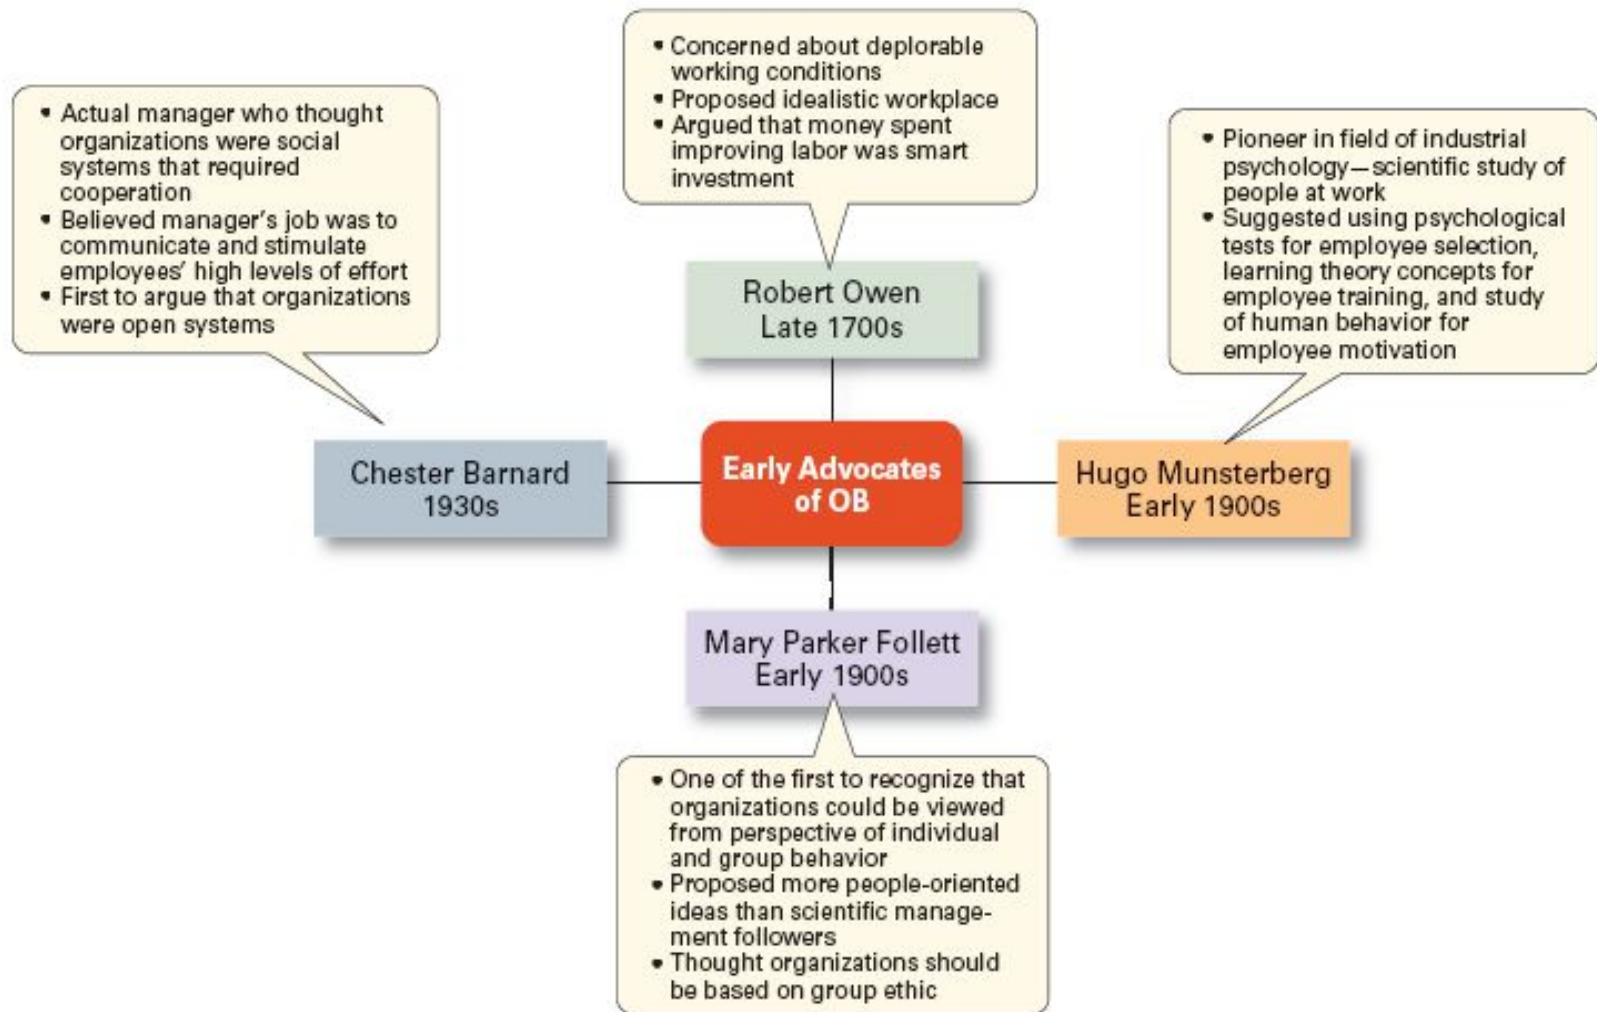 • Concerned about deplorable
working conditions
• Proposed idealistic workplace
• Argued that money spent
improving labor was smart
investment
• Actual manager who thought
organizations were social
systems that required
cooperation
• Believed manager's job was to
communicate and stimulate
employees' high levels of effort
• First to argue that organizations
were open systems
• Pioneer in field of industrial
psychology—scientific study of
people at work
• Suggested using psychological
tests for employee selection,
learning theory concepts for
employee training, and study
of human behavior for
employee motivation
Robert Owen
Late 1700s
Chester Barnard
1930s
Early Advocates
of OB
Hugo Munsterberg
Early 1900s
Mary Parker Follett
Early 1900s
• One of the first to recognize that
organizations could be viewed
from perspective of individual
and group behavior
• Proposed more people-oriented
ideas than scientific manage-
ment followers
• Thought organizations should
be based on group ethic